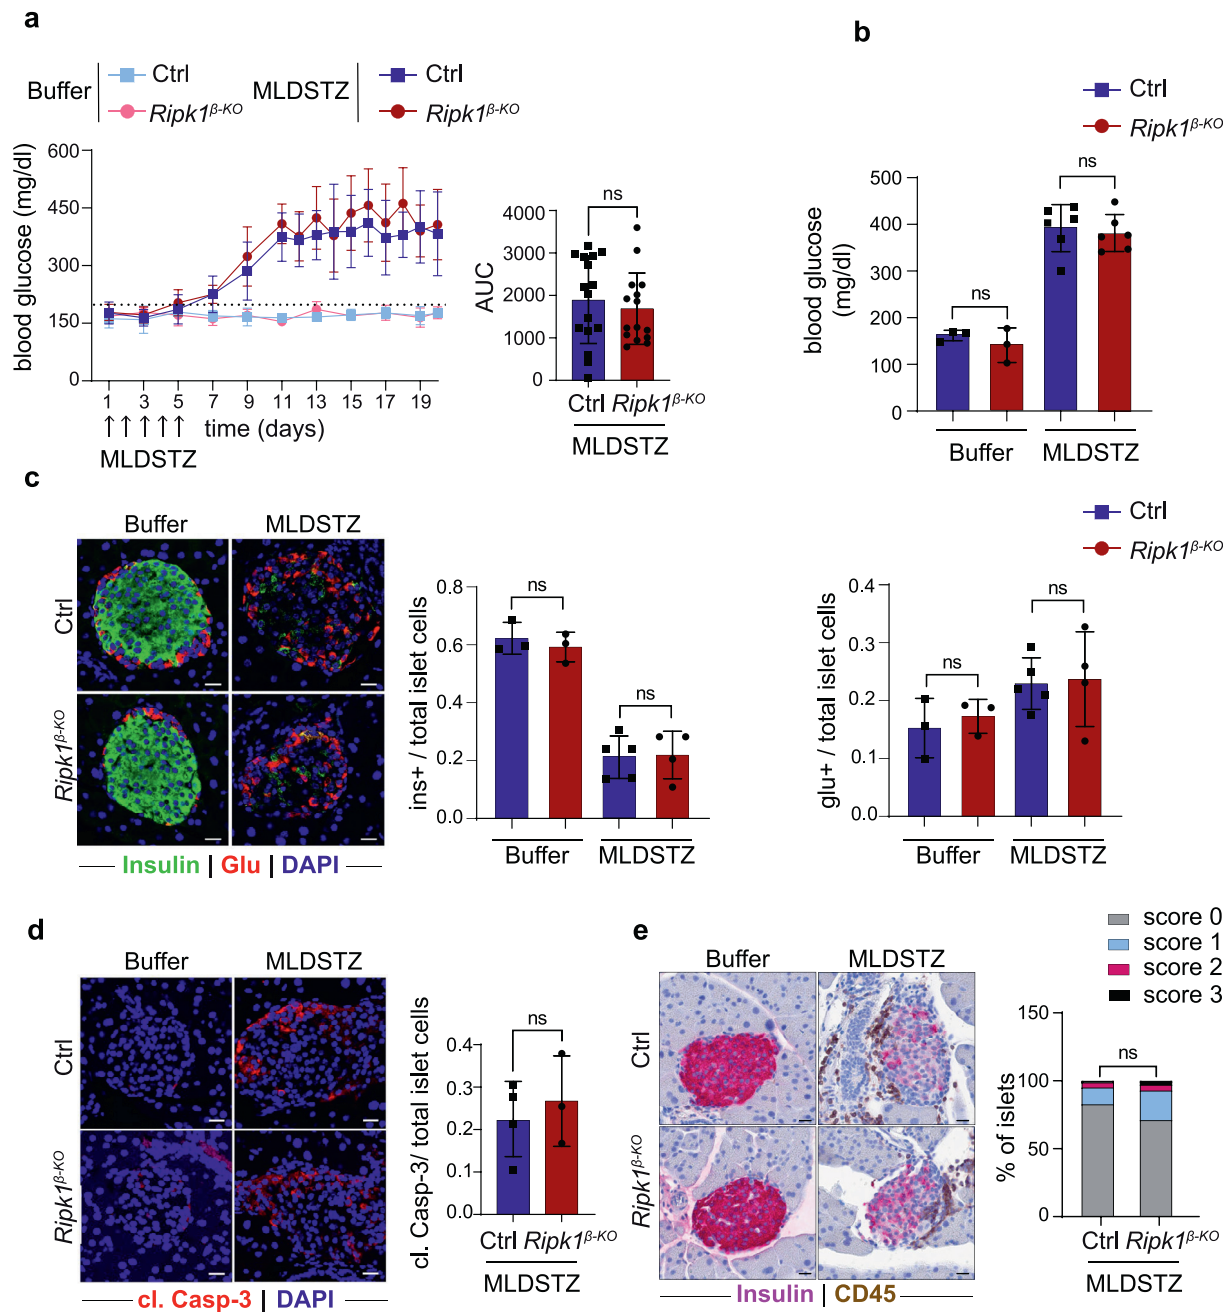 a
Buffer
Ctrl
Ripk1β-KO
MLDSTZ
Ctrl
Ripk1β-KO
blood glucose (mg/dl)
600
450
300
150
0
1 3 5 7 9 11 13 15 17 19
time (days)
MLDSTZ
AUC
4000
3000
2000
1000
0
ns
Ctrl Ripk1β-KO
MLDSTZ
b
Ctrl
Ripk1β-KO
blood glucose
(mg/dl)
500
400
300
200
100
0
ns
ns
Buffer MLDSTZ
c
Buffer MLDSTZ
Ctrl
Ripk1β-KO
Insulin | Glu | DAPI
ins+ / total islet cells
0.8
0.6
0.4
0.2
0.0
ns
ns
Buffer MLDSTZ
Ctrl
Ripk1β-KO
glu+ / total islet cells
0.4
0.3
0.2
0.1
0.0
ns
ns
Buffer MLDSTZ
d
Buffer MLDSTZ
Ctrl
Ripk1β-KO
cl. Casp-3 | DAPI
cl. Casp-3/ total islet cells
0.4
0.3
0.2
0.1
0.0
ns
Ctrl Ripk1β-KO
MLDSTZ
e
Buffer MLDSTZ
Ctrl
Ripk1β-KO
Insulin | CD45
score 0
score 1
score 2
score 3
% of islets
150
100
50
0
ns
Ctrl Ripk1β-KO
MLDSTZ